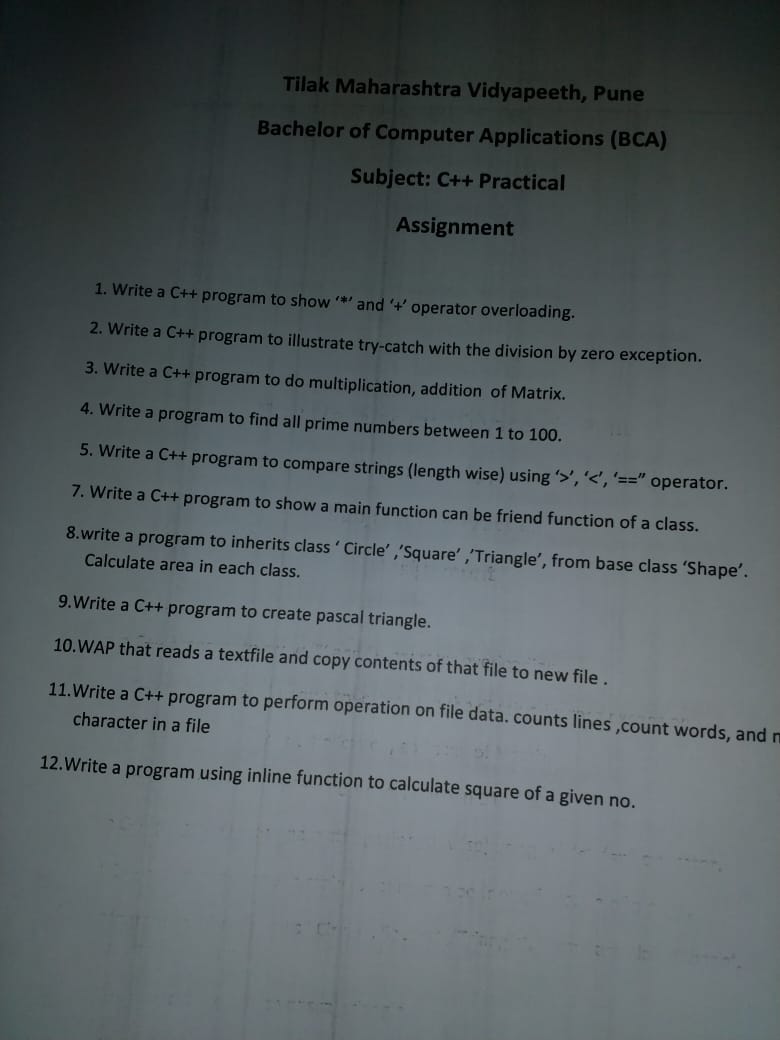 Tilak Maharashtra Vidyapeeth, Pune
Bachelor of Computer Applications (BCA)
Subject: C++ Practical
Assignment
1. Write a C++ program to show ‘*’ and ‘+’ operator overloading.
2. Write a C++ program to illustrate try-catch with the division by zero exception.
3. Write a C++ program to do multiplication, addition of Matrix.
4. Write a program to find all prime numbers between 1 to 100.
5. Write a C++ program to compare strings (length wise) using ‘>’, ‘<’, ‘==” operator.
7. Write a C++ program to show a main function can be friend function of a class.
8.write a program to inherits class ‘ Circle’ ,’Square’ ,’Triangle’, from base class ‘Shape’.
Calculate area in each class.
9.Write a C++ program to create pascal triangle.
10.WAP that reads a textfile and copy contents of that file to new file .
11.Write a C++ program to perform operation on file data. counts lines ,count words, and
character in a file
12.Write a program using inline function to calculate square of a given no.